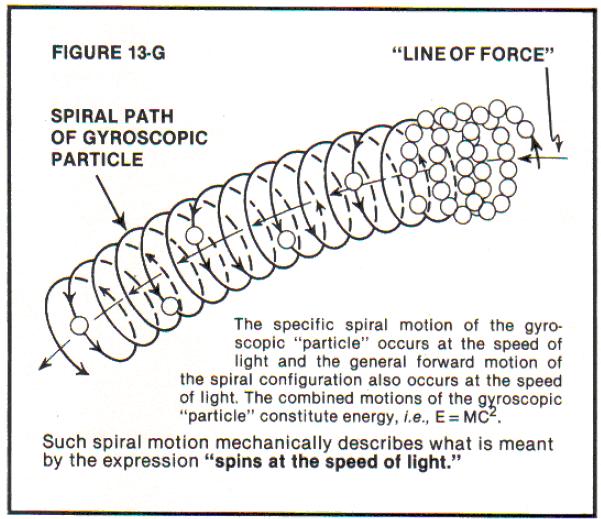 FIGURE 13-G
"LINE OF FORCE"
SPIRAL PATH
OF GYROSCOPIC
PARTICLE
The specific spiral motion of the gyro-
scopic "particle" occurs at the speed of
light and the general forward motion of
the spiral configuration also occurs at the speed
of light. The combined motions of the gyroscopic
"particle" constitute energy, i.e., E = MC².
Such spiral motion mechanically describes what is meant
by the expression "spins at the speed of light."